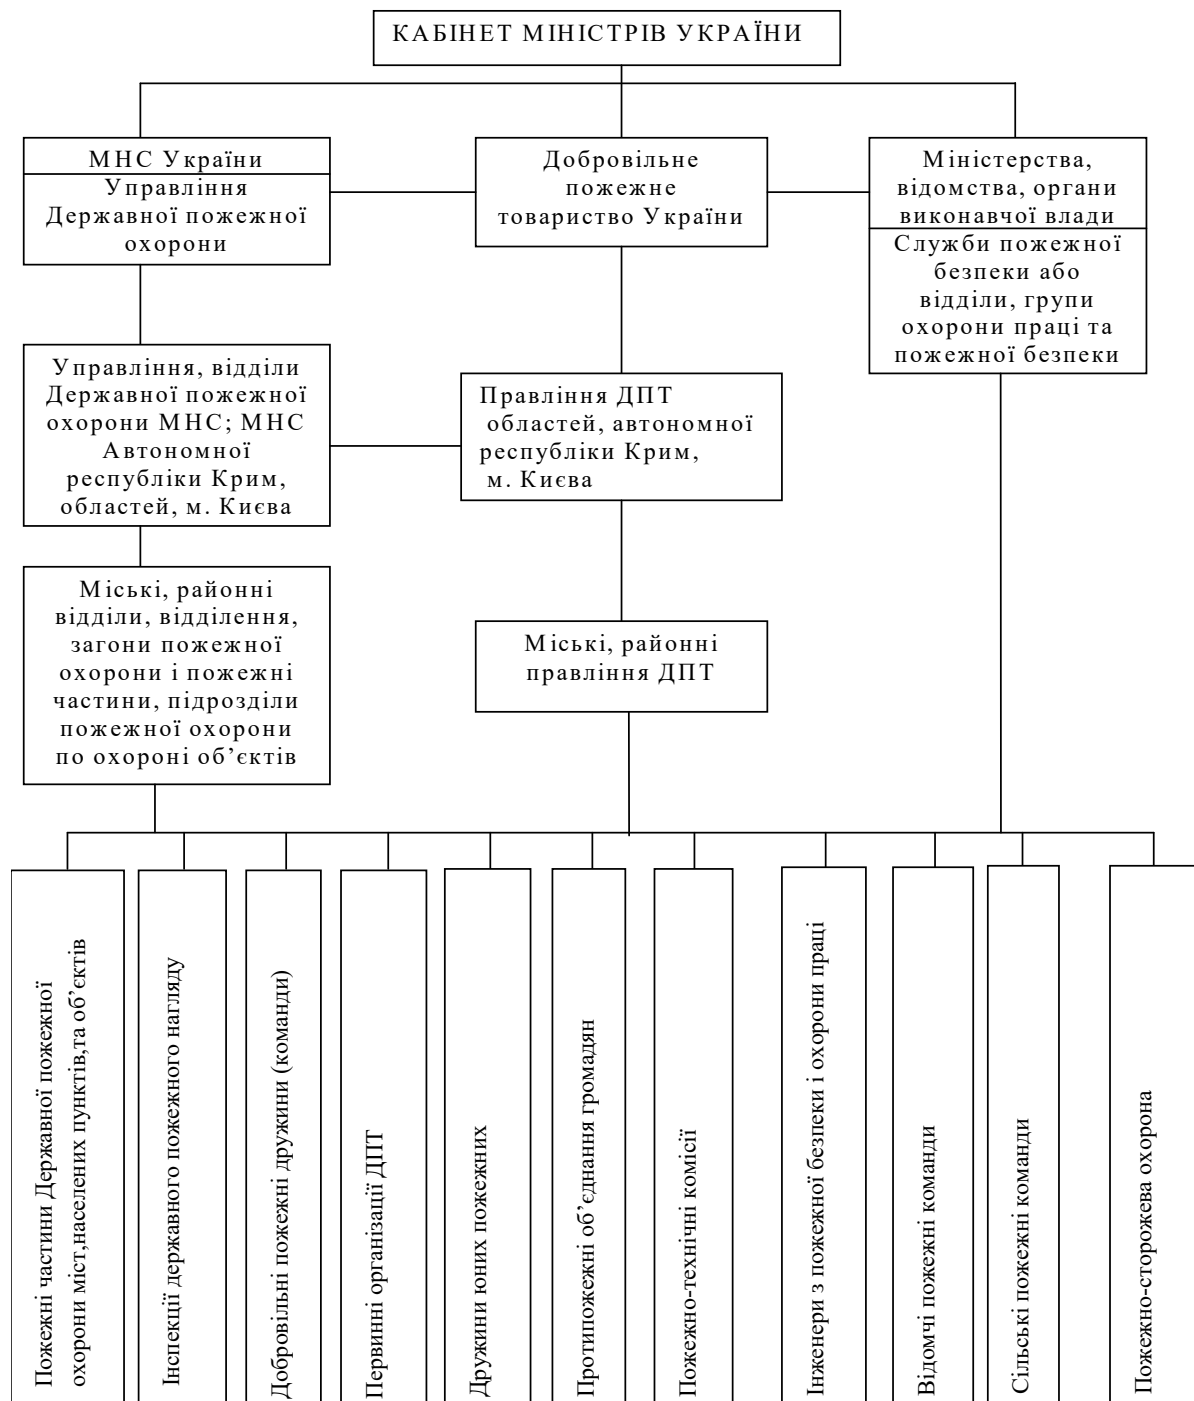 КАБІНЕТ МІНІСТРІВ УКРАЇНИ
МНС України
Управління
Державної пожежної
охорони
Добровільне
пожежне
товариство України
Міністерства,
відомства, органи
виконавчої влади
Служби пожежної
безпеки або
відділи, групи
охорони праці та
пожежної безпеки
Управління, відділи
Державної пожежної
охорони МНС; МНС
Автономної
республіки Крим,
областей, м. Києва
Правління ДПТ
областей, автономної
республіки Крим,
м. Києва
Міські, районні
відділи, відділення,
загони пожежної
охорони і пожежні
частини, підрозділи
пожежної охорони
по охороні об’єктів
Міські, районні
правління ДПТ
Пожежні частини Державної пожежної
охорони міст,населених пунктів,та об’єктів
Інспекції державного пожежного нагляду
Добровільні пожежні дружини (команди)
Первинні організації ДПТ
Дружини юних пожежних
Протипожежні об’єднання громадян
Пожежно-технічні комісії
Інженери з пожежної безпеки і охорони праці
Відомчі пожежні команди
Сільські пожежні команди
Пожежно-сторожева охорона